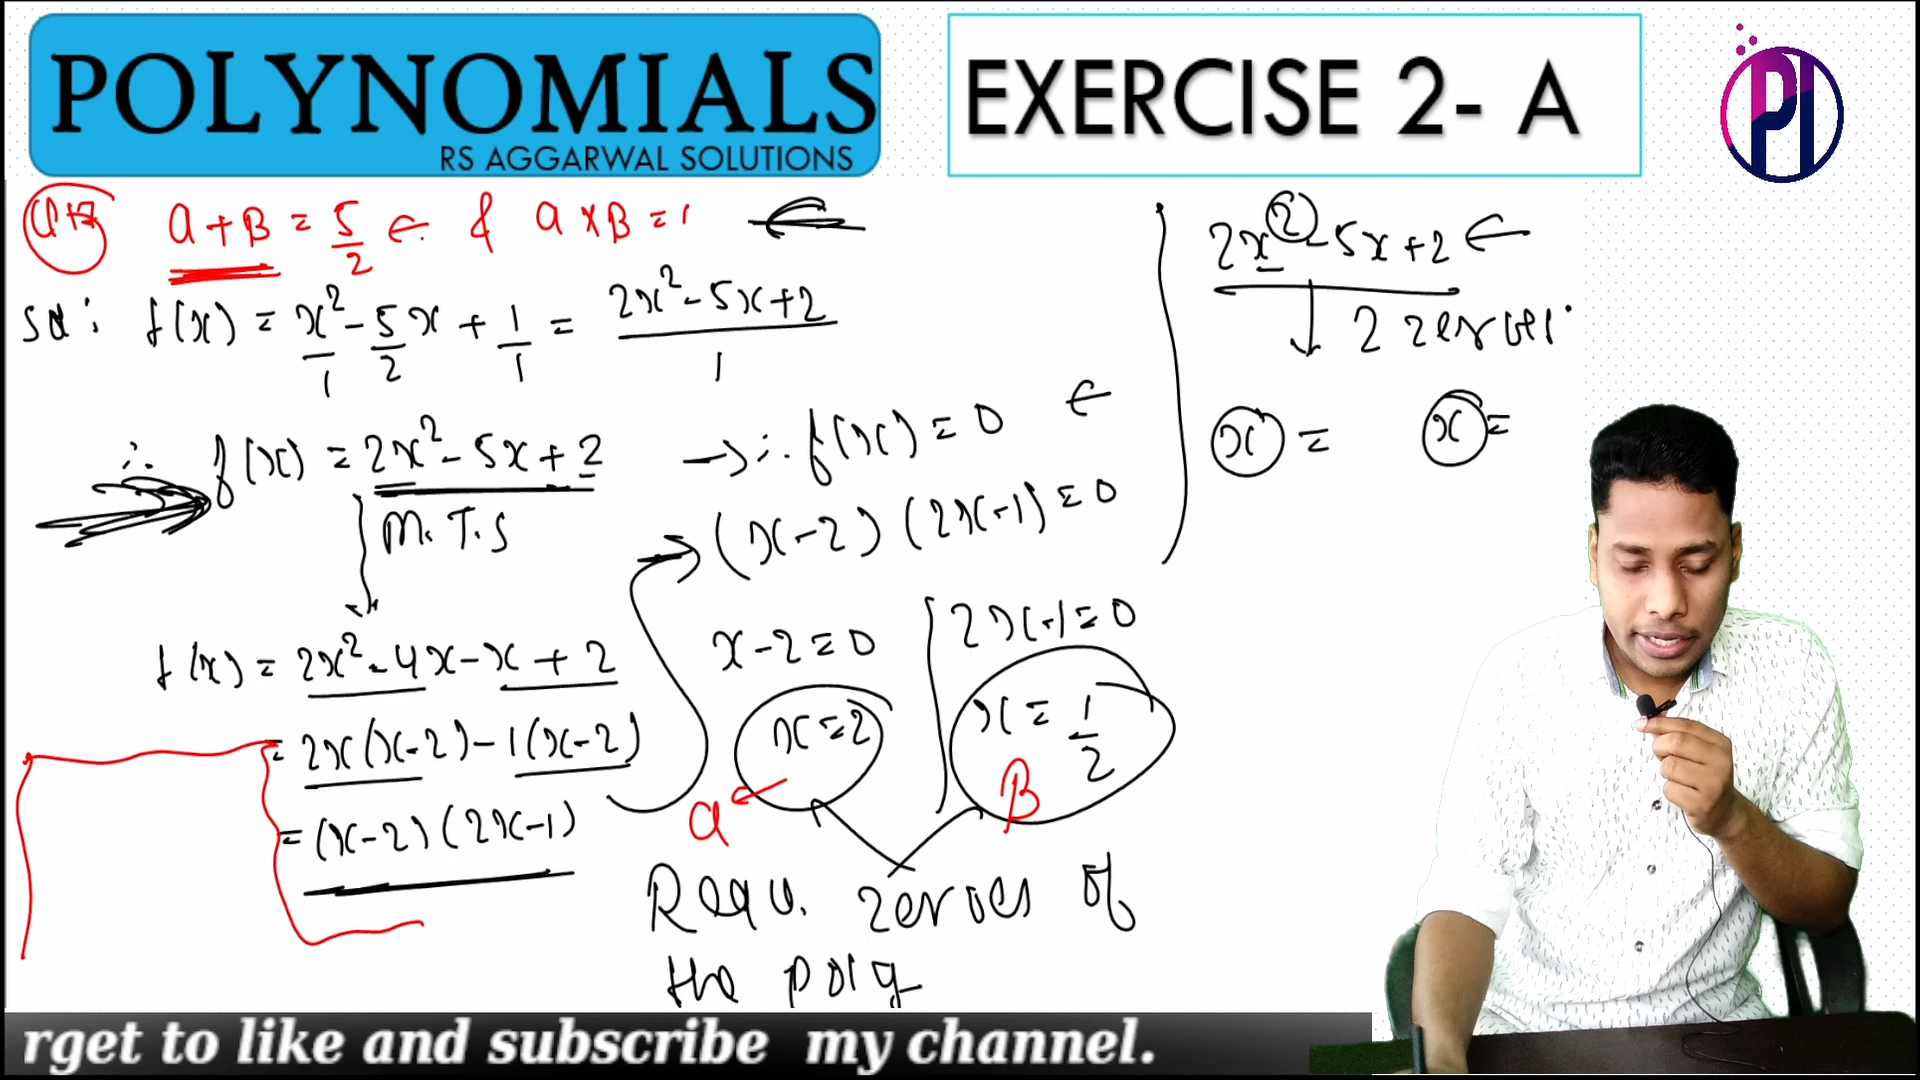 POLYNOMIALS
RS AGGARWAL SOLUTIONS
EXERCISE 2- A
PI
α + β = 5/2 ← & α × β = 1 ←
f(x) = x²/1 - 5/2 x + 1/1 = 2x² - 5x + 2 / 1
∴ f(x) = 2x² - 5x + 2
M. T. S
f(x) = 2x² - 4x - x + 2
= 2x(x-2) - 1(x-2)
= (x-2) (2x-1)
→ ∴ f(x) = 0 ←
→ (x-2) (2x-1) = 0
x-2=0
x=2
α
2x-1=0
x = 1/2
β
Requ. zeroes of
the poly
2x² - 5x + 2 ←
↓ 2 zeroes.
x = x =
rget to like and subscribe my channel.